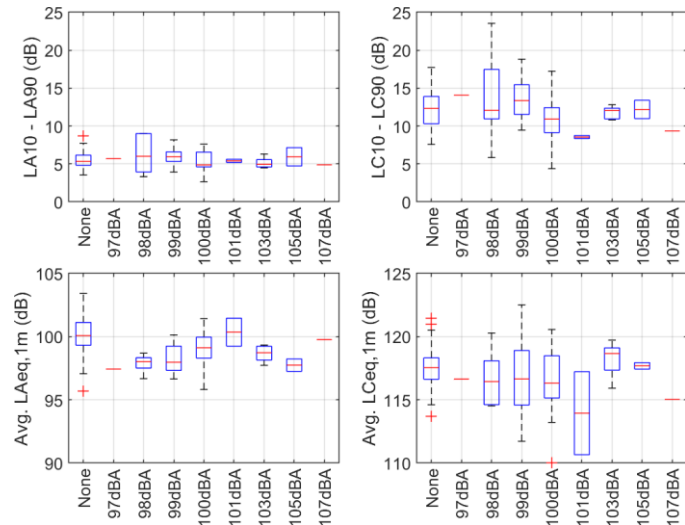 LA10 - LA90 (dB)
25
20
15
10
5
0
None
97dBA
98dBA
99dBA
100dBA
101dBA
103dBA
105dBA
107dBA
LC10 - LC90 (dB)
25
20
15
10
5
0
None
97dBA
98dBA
99dBA
100dBA
101dBA
103dBA
105dBA
107dBA
Avg. LAeq,1m (dB)
105
100
95
90
None
97dBA
98dBA
99dBA
100dBA
101dBA
103dBA
105dBA
107dBA
Avg. LCeq,1m (dB)
125
120
115
110
None
97dBA
98dBA
99dBA
100dBA
101dBA
103dBA
105dBA
107dBA